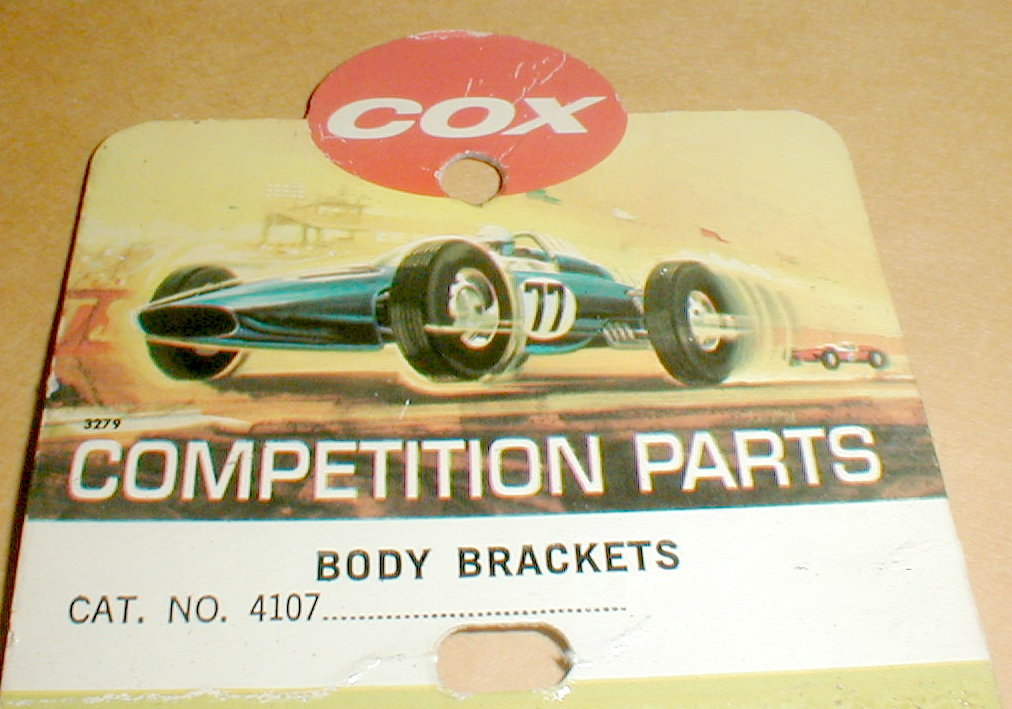 COX
77
3279
COMPETITION PARTS
BODY BRACKETS
CAT. NO. 4107..............................................